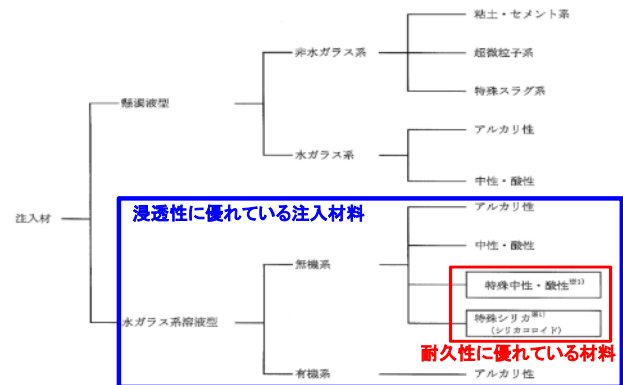 粘土・セメント系
非水ガラス系
超微粒子系
特殊スラグ系
懸濁液型
アルカリ性
水ガラス系
中性・酸性
注入材
浸透性に優れている注入材料
アルカリ性
中性・酸性
無機系
特殊中性・酸性注1)
水ガラス系溶液型
特殊シリカ注1)
(シリカコロイド)
耐久性に優れている材料
有機系
アルカリ性